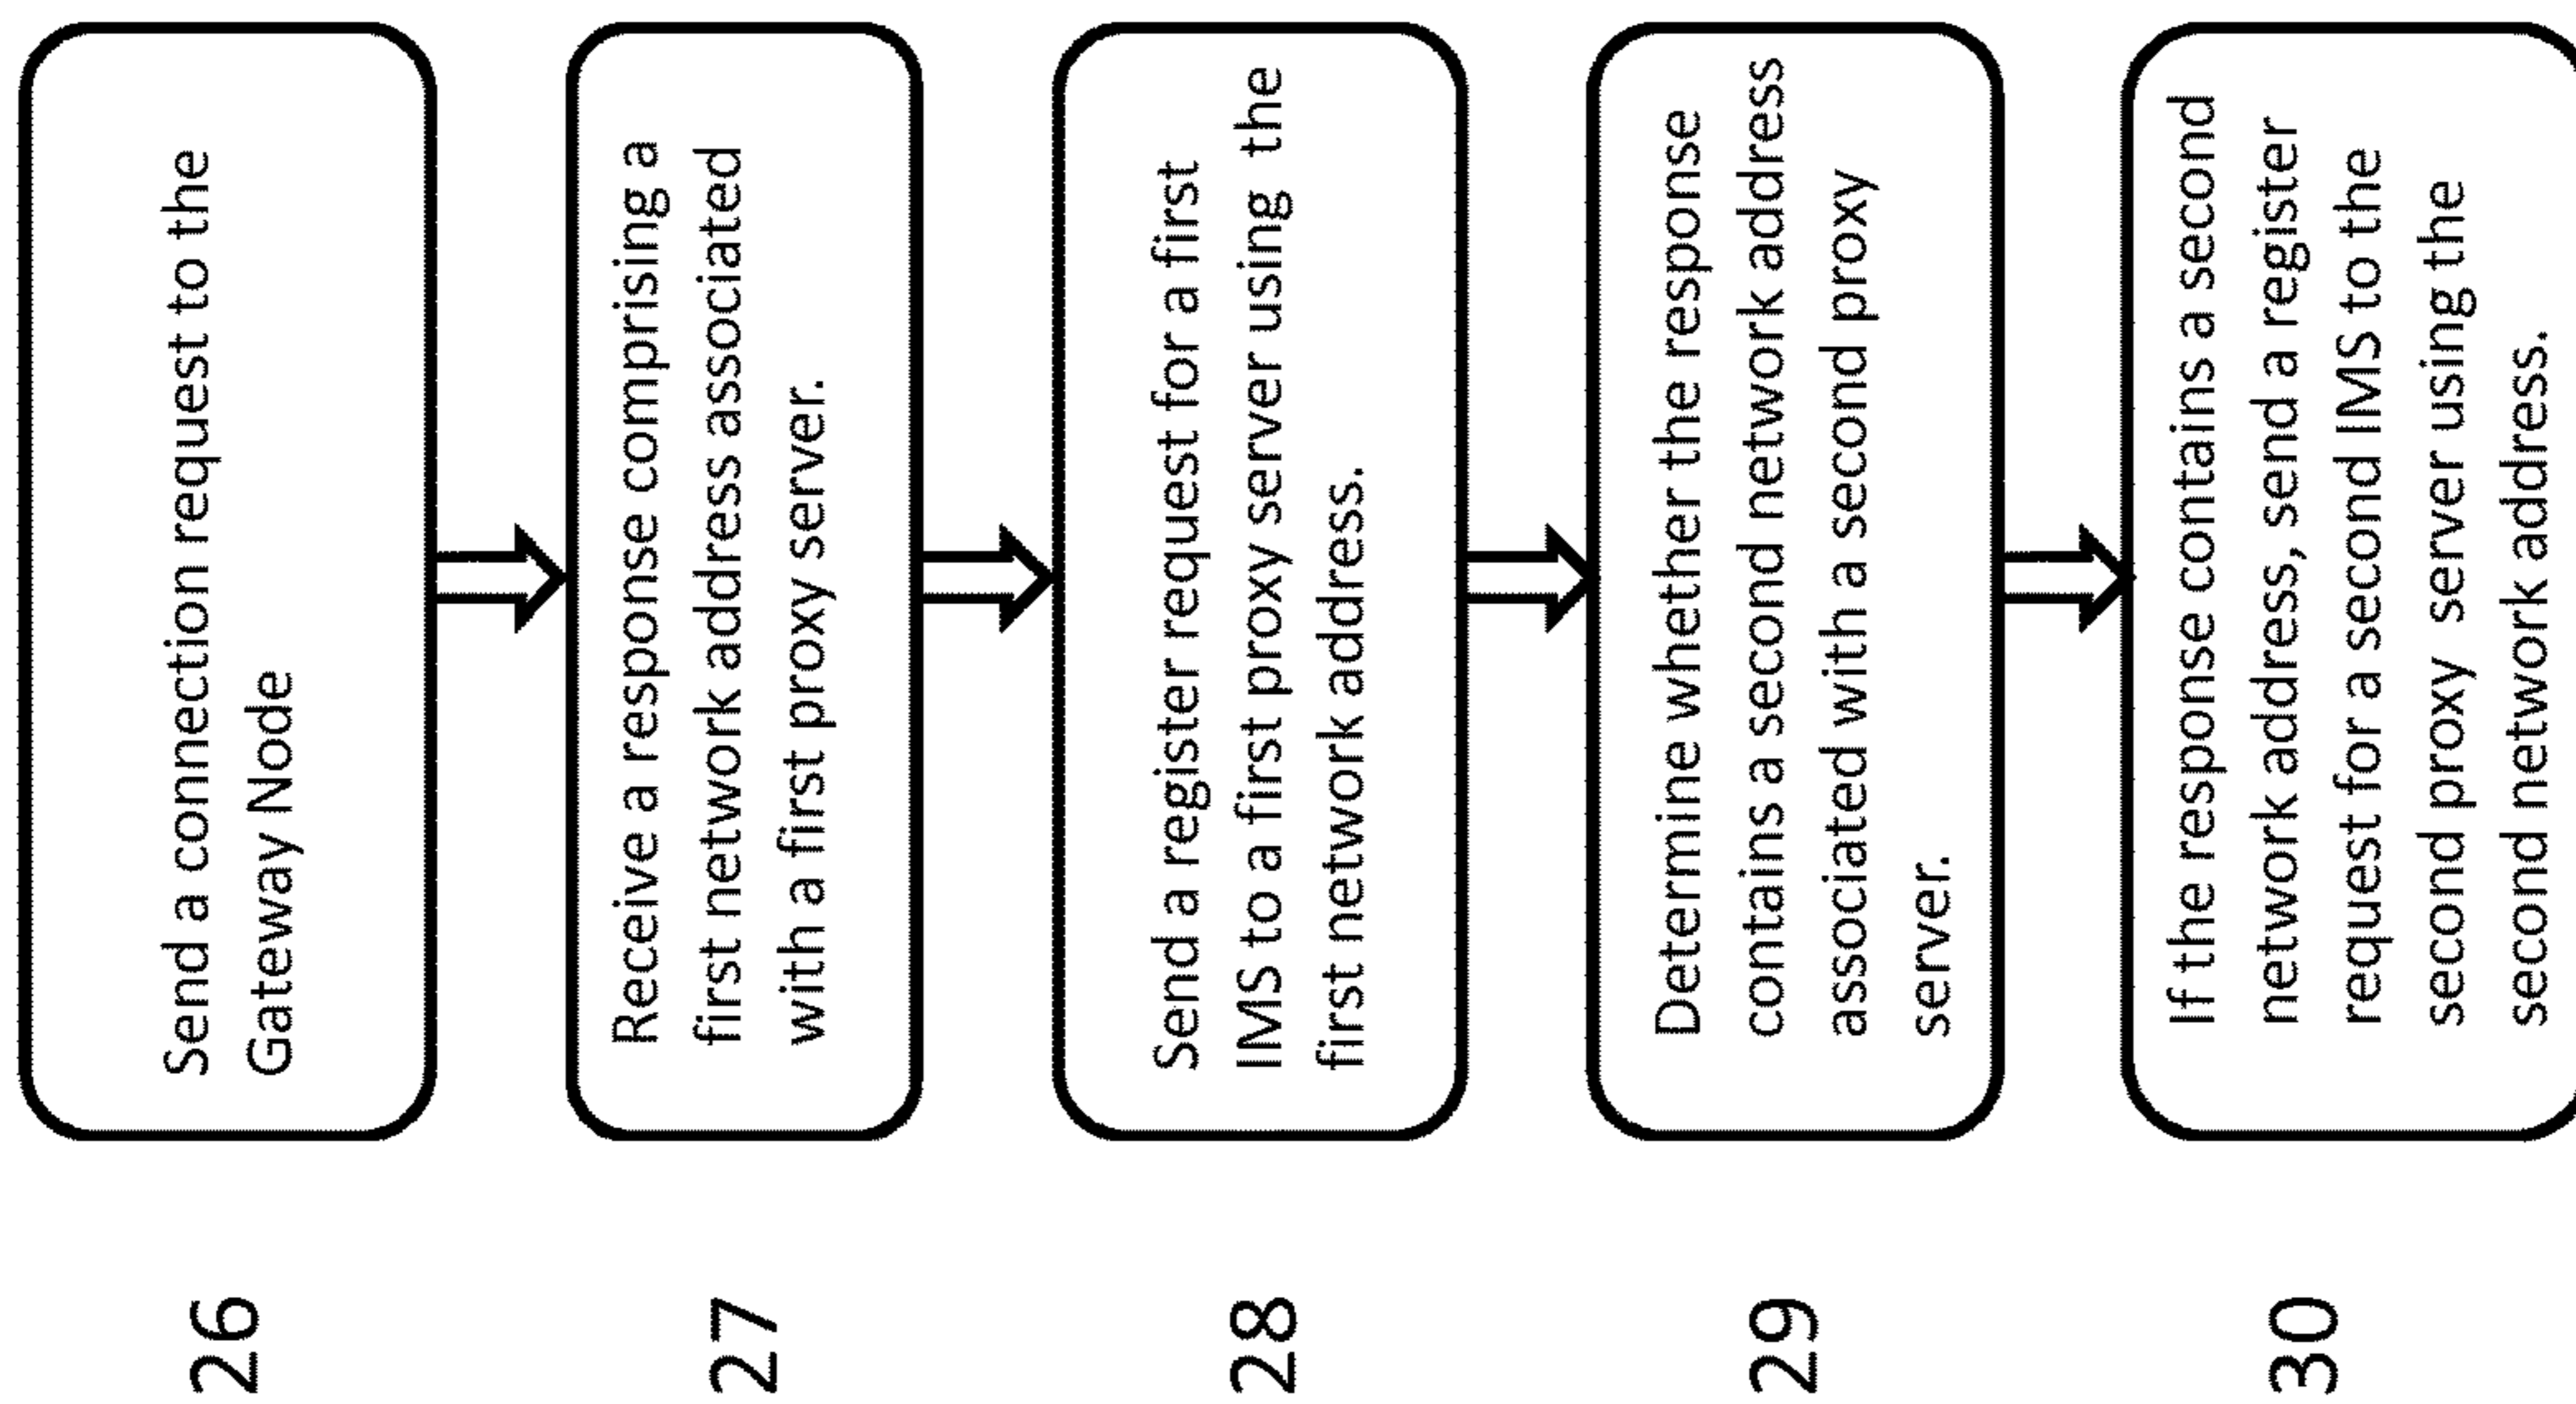 26
Send a connection request to the
Gateway Node
27
Receive a response comprising a
first network address associated
with a first proxy server.
28
Send a register request for a first
IMS to a first proxy server using the
first network address.
29
Determine whether the response
contains a second network address
associated with a second proxy
server.
30
If the response contains a second
network address, send a register
request for a second IMS to the
second proxy server using the
second network address.